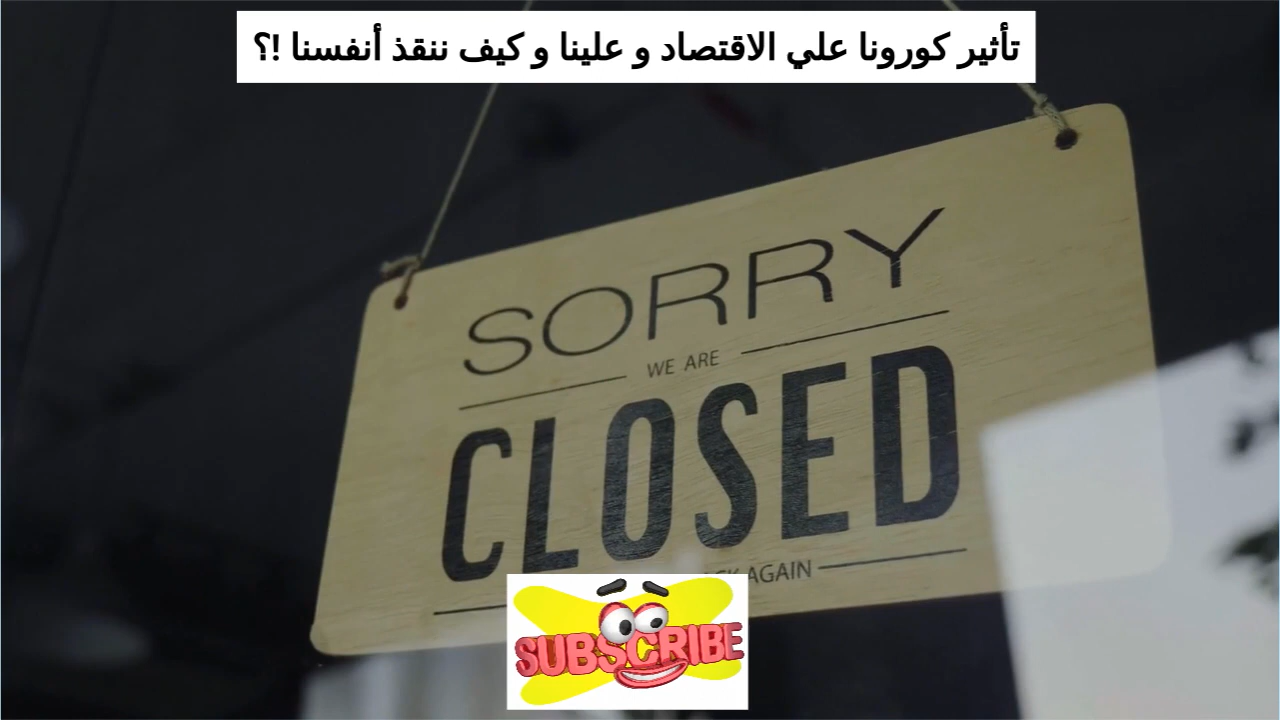 تأثير كورونا علي الاقتصاد و علينا و كيف ننقذ أنفسنا !؟
SORRY
WE ARE
CLOSED
AGAIN
SUBSCRIBE